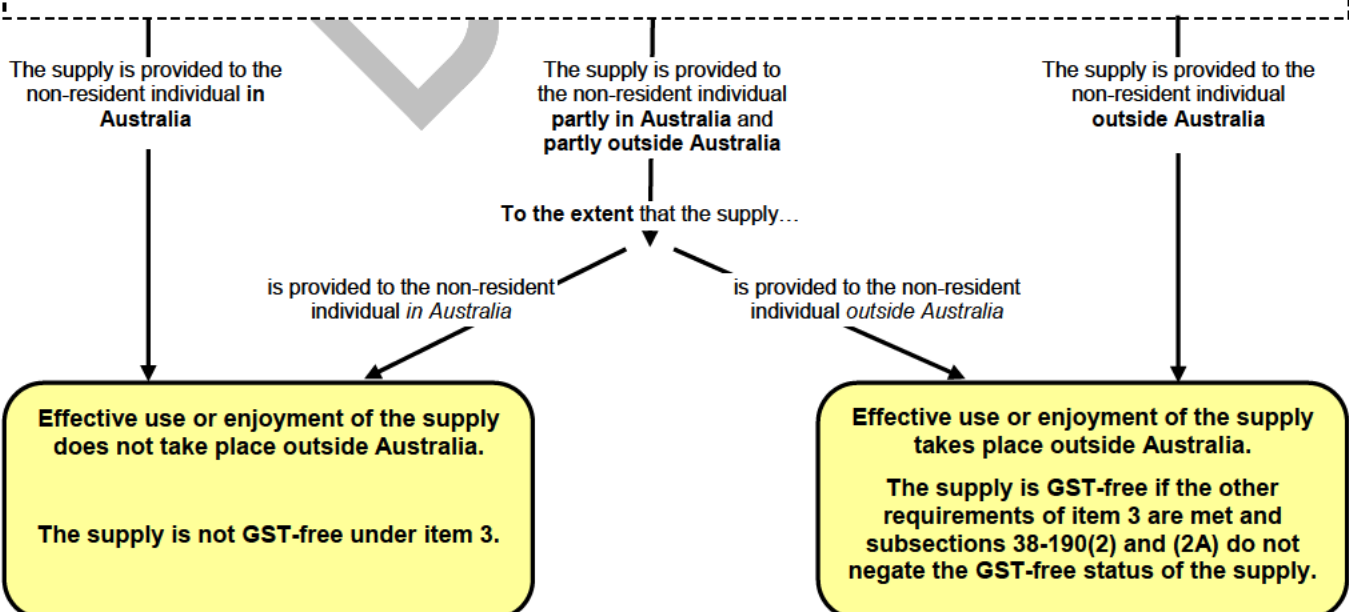 The supply is provided to the
non-resident individual in
Australia
The supply is provided to
the non-resident individual
partly in Australia and
partly outside Australia
The supply is provided to the
non-resident individual
outside Australia
To the extent that the supply...
is provided to the non-resident
individual in Australia
is provided to the non-resident
individual outside Australia
Effective use or enjoyment of the supply
does not take place outside Australia.
The supply is not GST-free under item 3.
Effective use or enjoyment of the supply
takes place outside Australia.
The supply is GST-free if the other
requirements of item 3 are met and
subsections 38-190(2) and (2A) do not
negate the GST-free status of the supply.